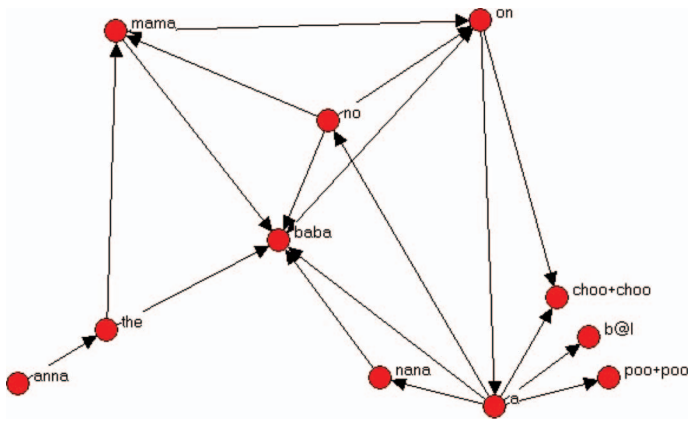 mama
on
no
baba
choo+choo
the
b@l
anna
nana
poo+poo
a